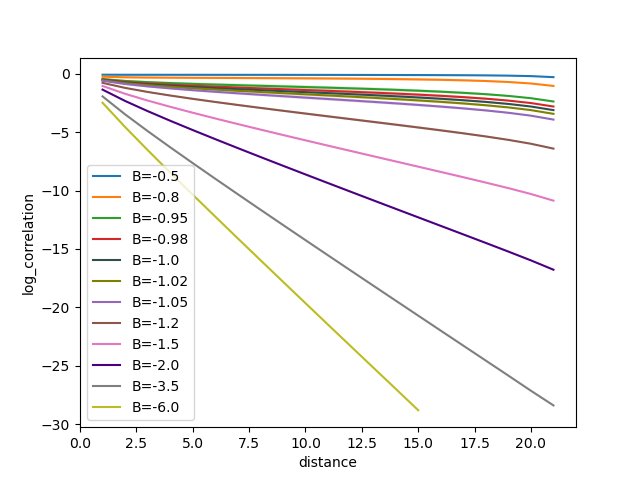 0
−5
−10
−15
−20
−25
−30
log_correlation
B=-0.5
B=-0.8
B=-0.95
B=-0.98
B=-1.0
B=-1.02
B=-1.05
B=-1.2
B=-1.5
B=-2.0
B=-3.5
B=-6.0
0.0 2.5 5.0 7.5 10.0 12.5 15.0 17.5 20.0
distance